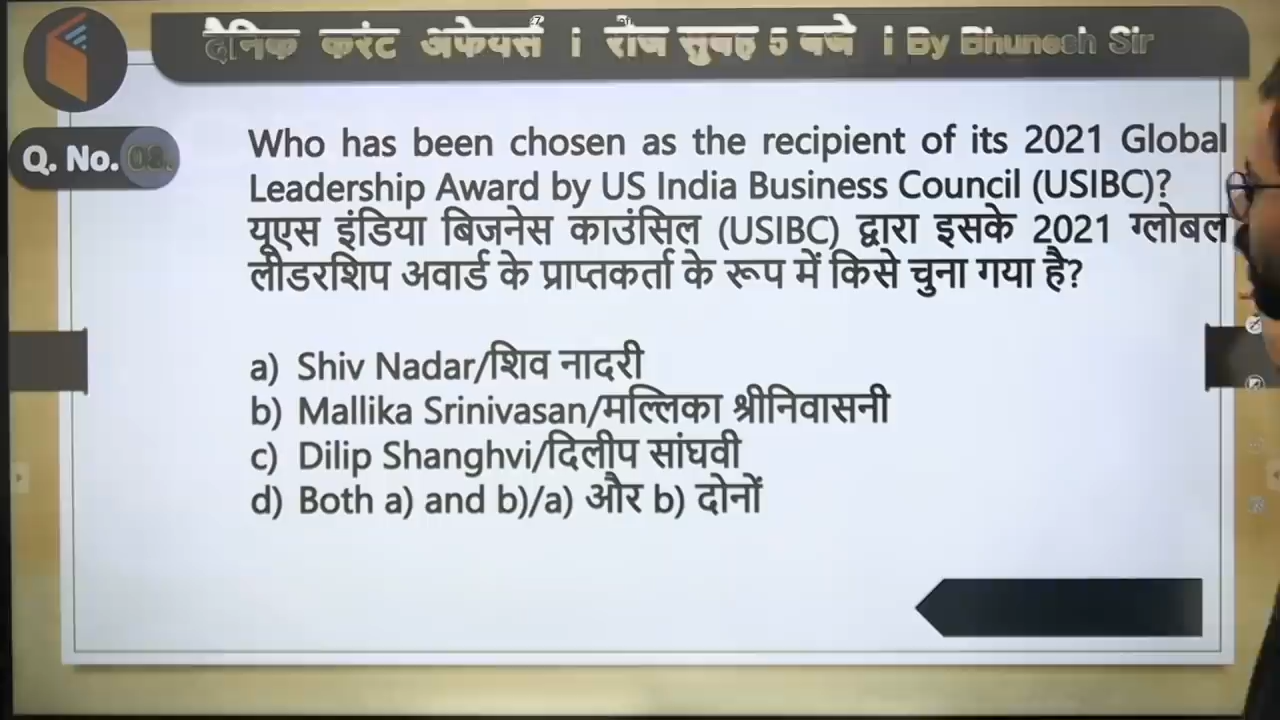 दैनिक करंट अफेयर्स । रोज सुबह 5 बजे । By Bhunesh Sir
Q. No. 08.
Who has been chosen as the recipient of its 2021 Global
Leadership Award by US India Business Council (USIBC)?
यूएस इंडिया बिजनेस काउंसिल (USIBC) द्वारा इसके 2021 ग्लोबल
लीडरशिप अवार्ड के प्राप्तकर्ता के रूप में किसे चुना गया है?
a) Shiv Nadar/शिव नादरी
b) Mallika Srinivasan/मल्लिका श्रीनिवासनी
c) Dilip Shanghvi/दिलीप सांघवी
d) Both a) and b)/a) और b) दोनों